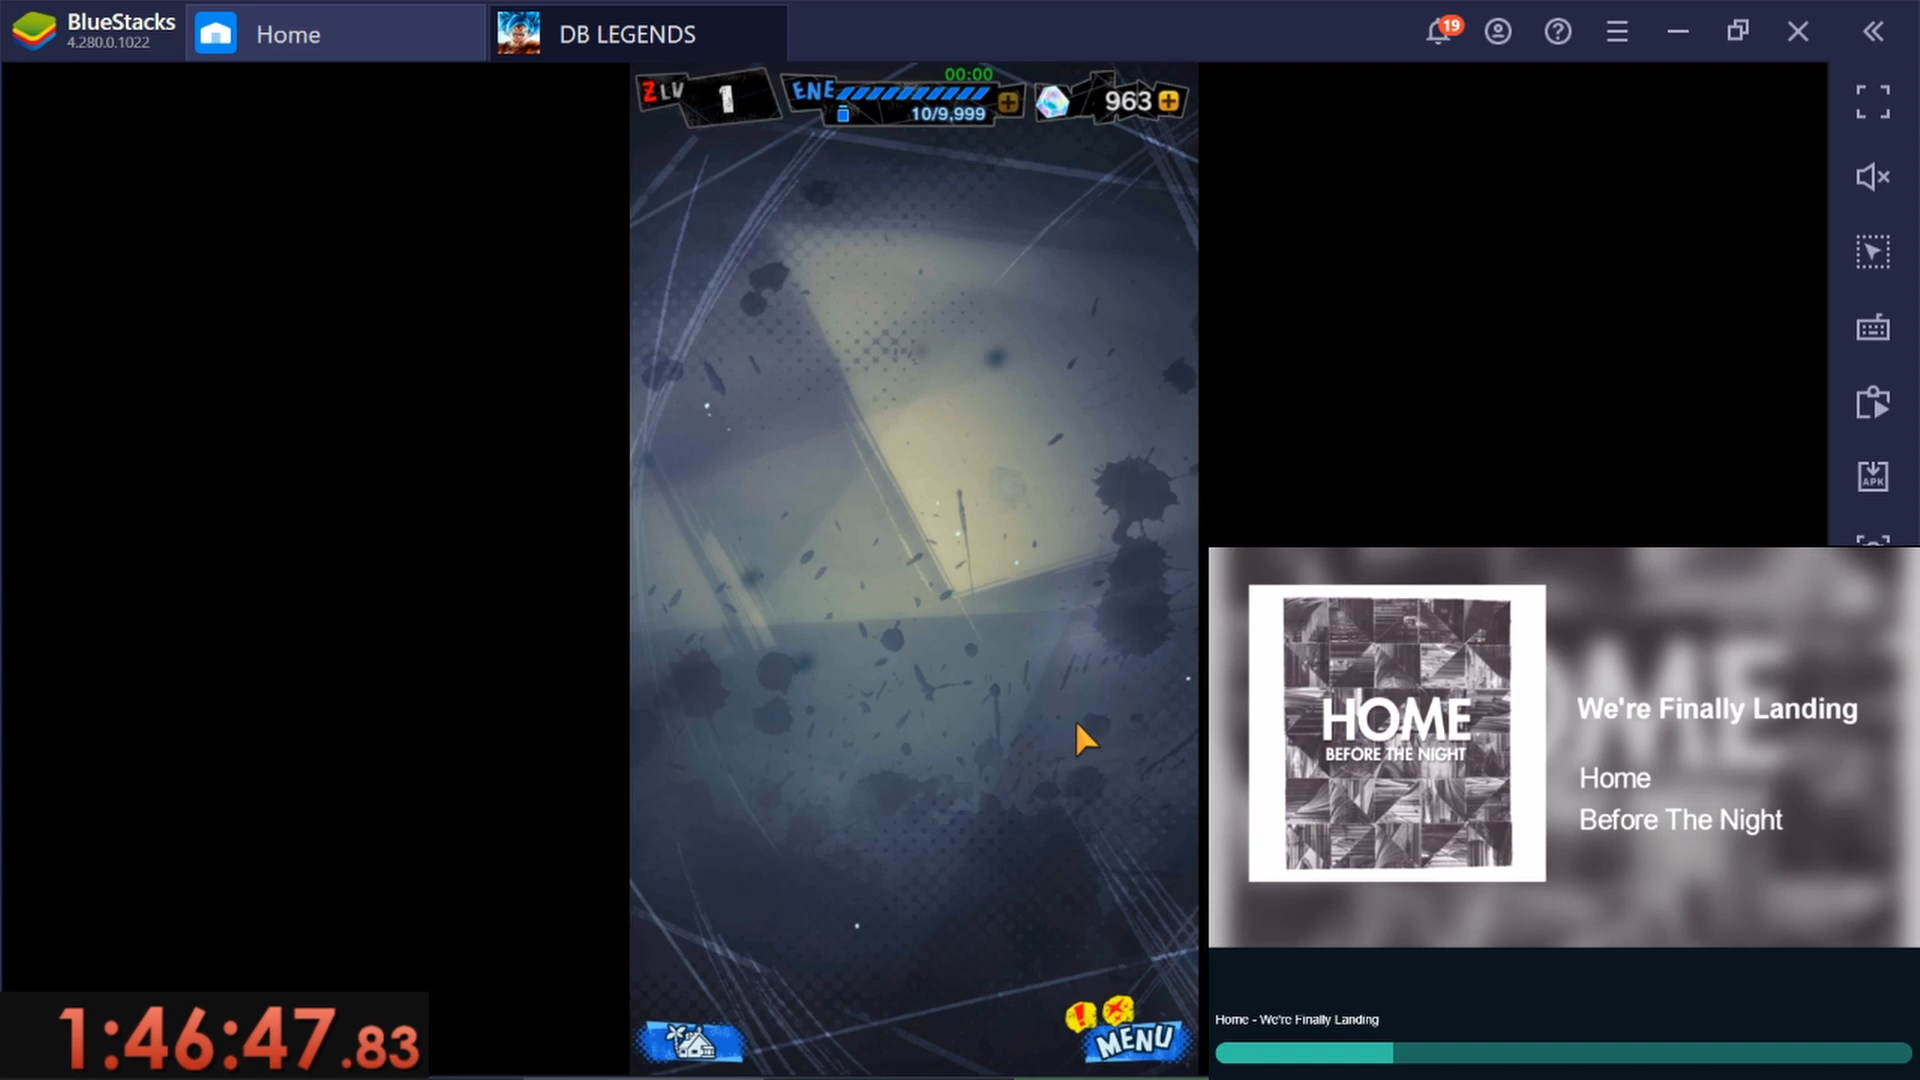 BlueStacks
4.280.0.1022
Home
DB LEGENDS
19
Z LV
1
ENE
00:00
10/9,999
963
APK
HOME
BEFORE THE NIGHT
We're Finally Landing
Home
Before The Night
Home - We're Finally Landing
MENU
1:46:47.83